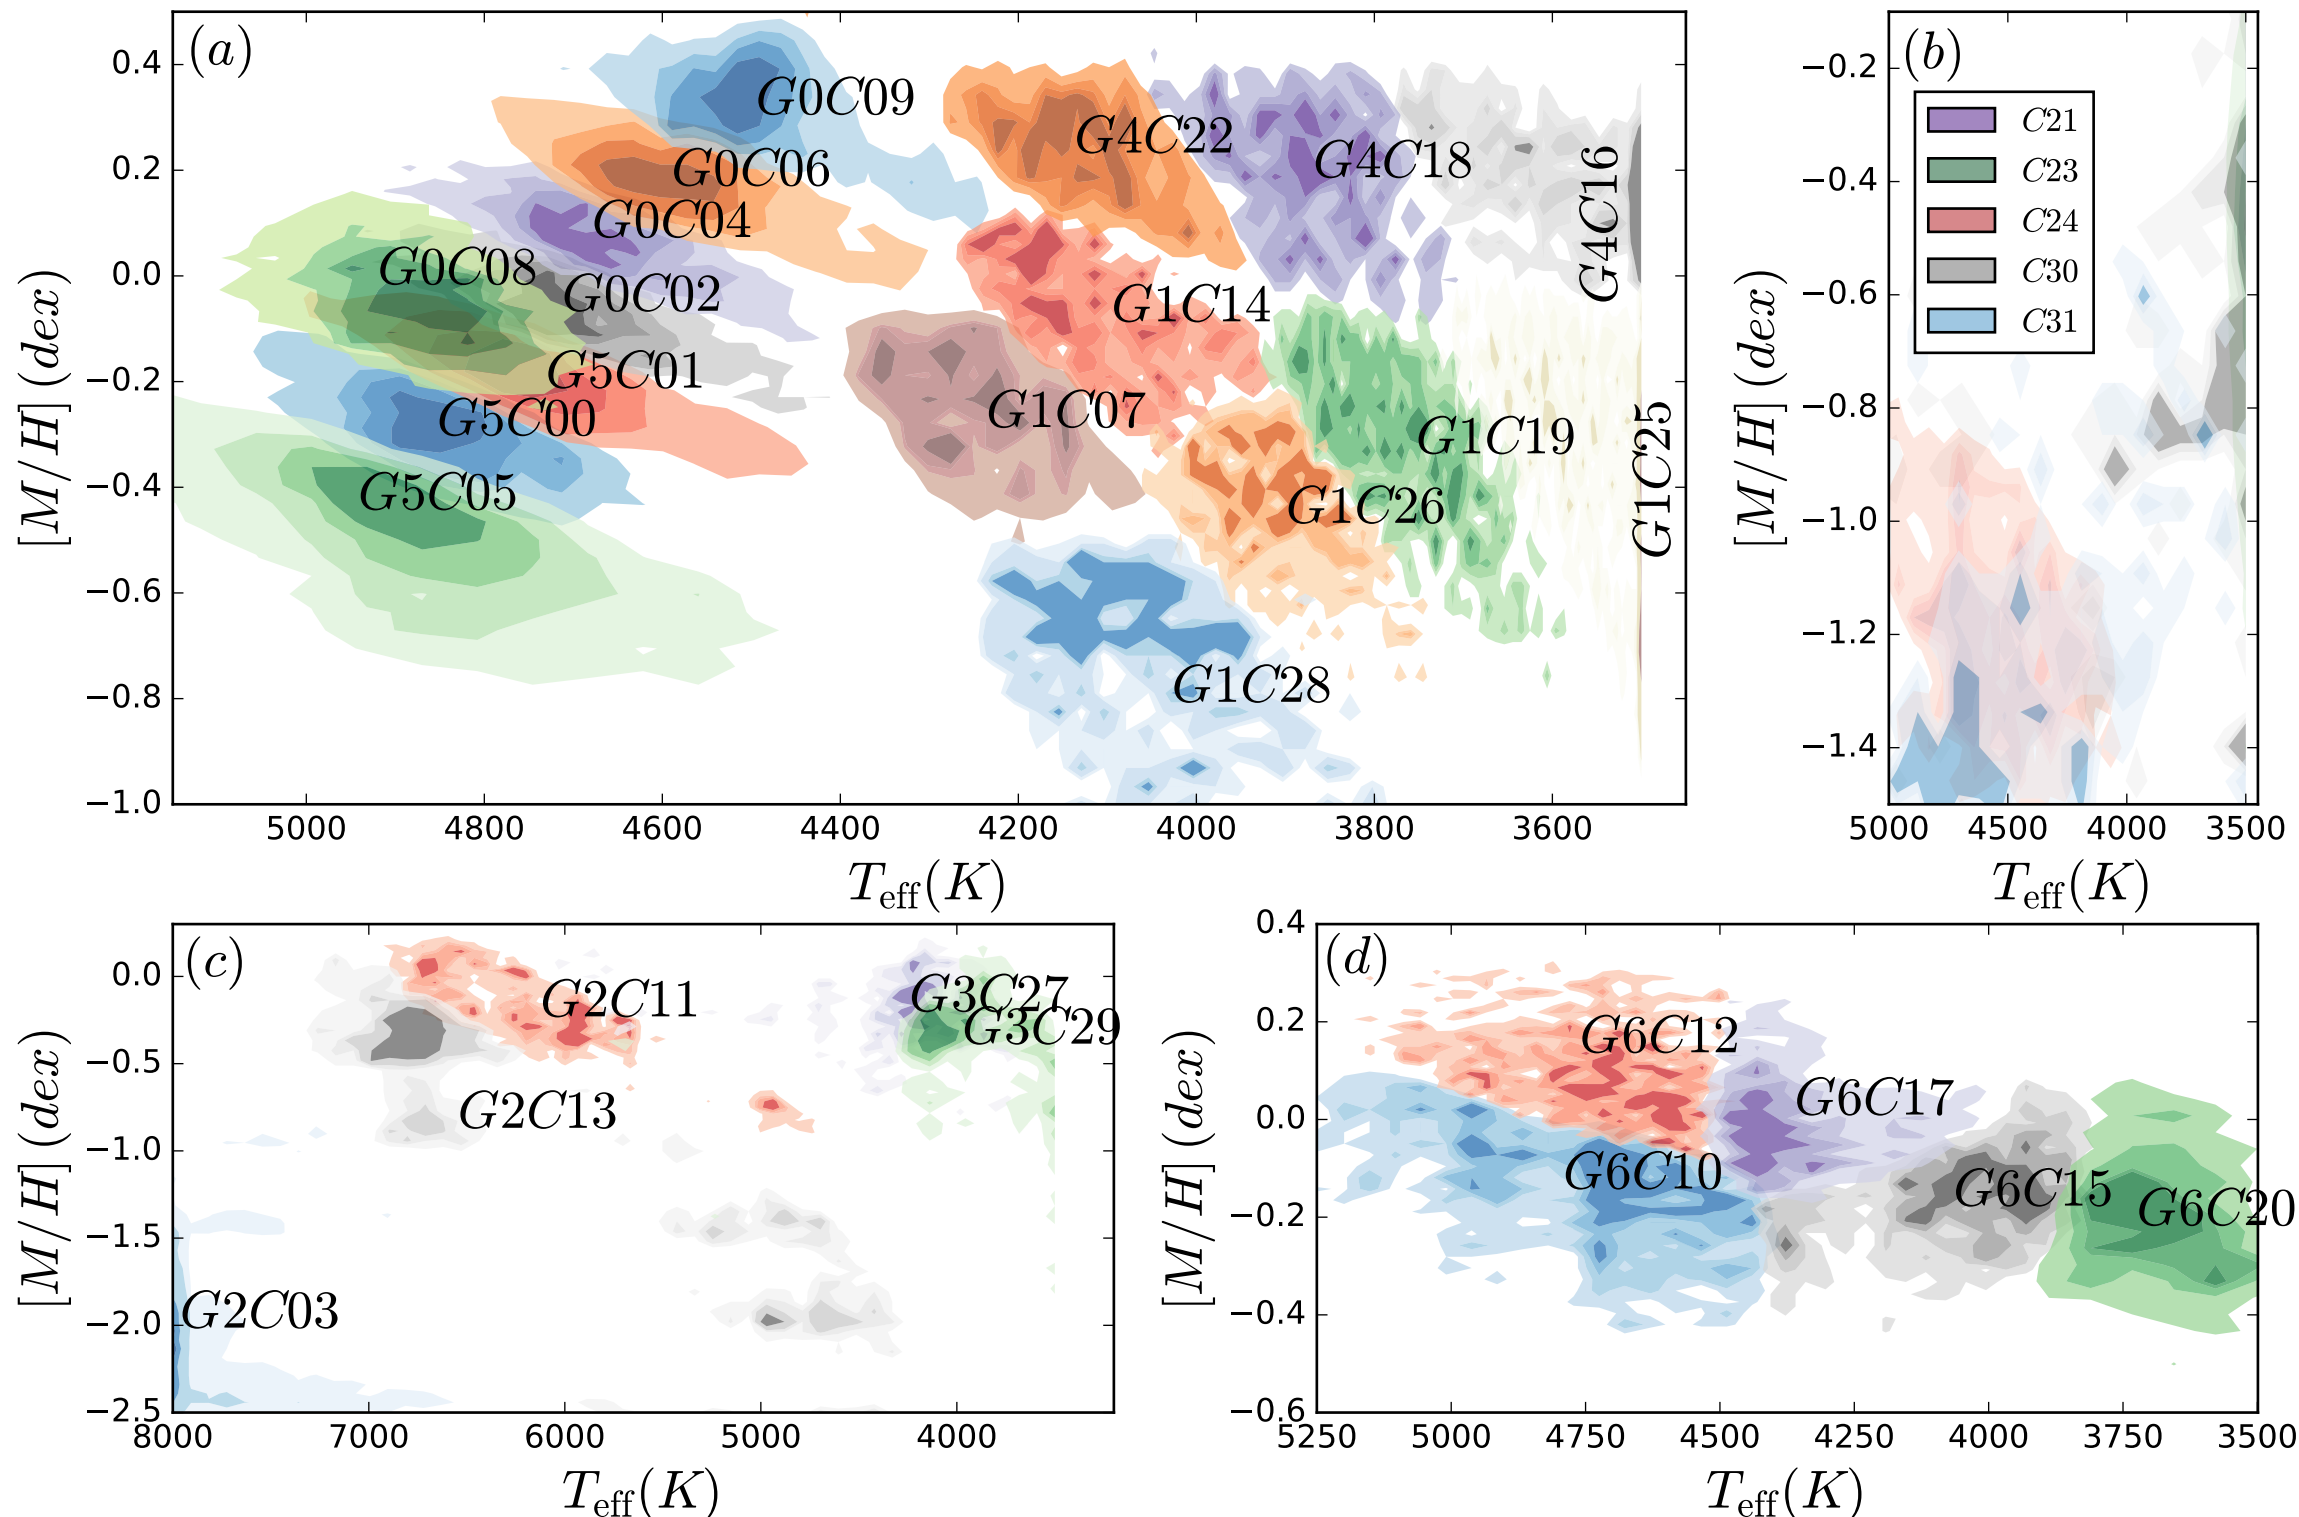 (a)
0.4
0.2
0.0
−0.2
−0.4
−0.6
−0.8
−1.0
[M/H] (dex)
G0C09
G0C06
G0C04
G0C08
G0C02
G5C01
G5C00
G5C05
G4C22
G4C18
G4C16
G1C14
G1C07
G1C19
G1C25
G1C26
G1C28
5000 4800 4600 4400 4200 4000 3800 3600
Teff(K)
(b)
C21
C23
C24
C30
C31
−0.2
−0.4
−0.6
−0.8
−1.0
−1.2
−1.4
[M/H] (dex)
5000 4500 4000 3500
Teff(K)
(c)
0.0
−0.5
−1.0
−1.5
−2.0
−2.5
[M/H] (dex)
G2C11
G3C27
G3C29
G2C13
G2C03
8000 7000 6000 5000 4000
Teff(K)
(d)
0.4
0.2
0.0
−0.2
−0.4
−0.6
[M/H] (dex)
G6C12
G6C17
G6C10
G6C15
G6C20
5250 5000 4750 4500 4250 4000 3750 3500
Teff(K)